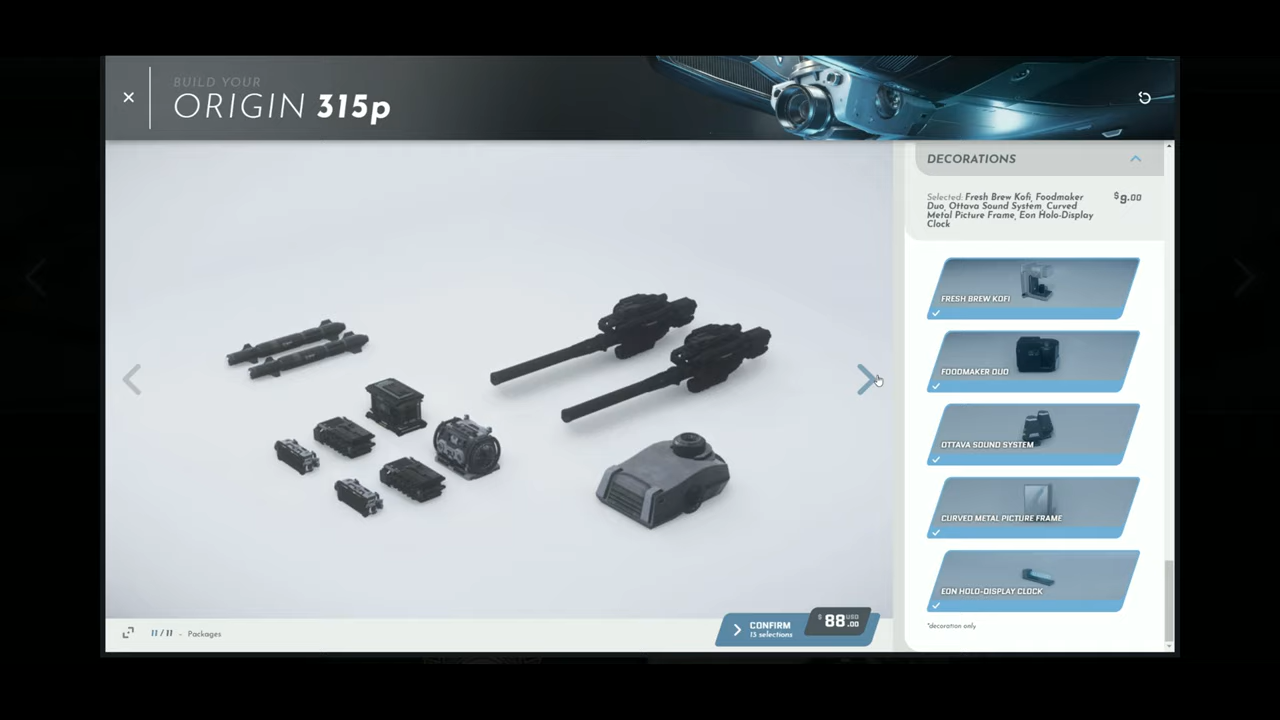 BUILD YOUR
ORIGIN 315p
DECORATIONS
Selected: Fresh Brew Kofi, Foodmaker
Duo, Ottava Sound System, Curved
Metal Picture Frame, Eon Holo-Display
Clock
$9.00
FRESH BREW KOFI
FOODMAKER DUO
OTTAVA SOUND SYSTEM
CURVED METAL PICTURE FRAME
EON HOLO-DISPLAY CLOCK
*decoration only
11/11 - Packages
CONFIRM
15 selections
$88.00 USD